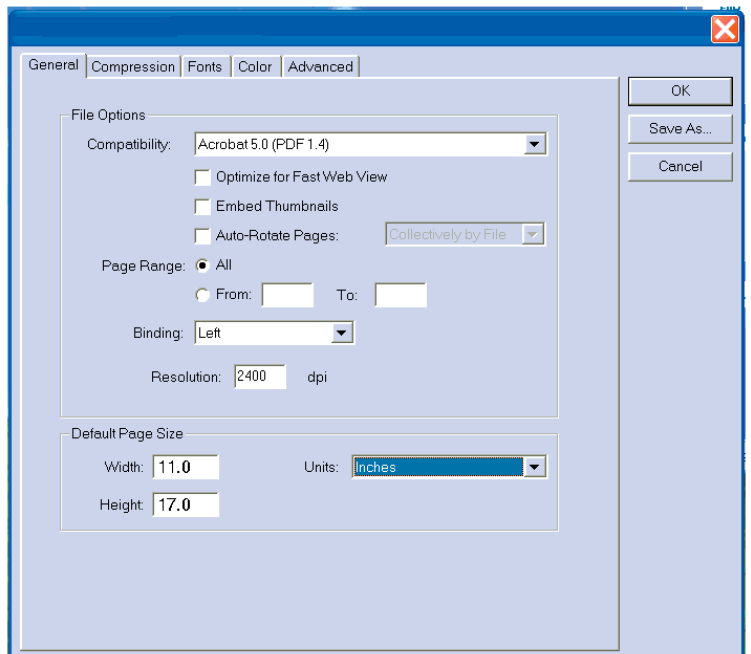 General Compression Fonts Color Advanced
OK
File Options
Save As...
Compatibility: Acrobat 5.0 (PDF 1.4)
Cancel
Optimize for Fast Web View
Embed Thumbnails
Auto-Rotate Pages: Collectively by File
Page Range: All
From: To:
Binding: Left
Resolution: 2400 dpi
Default Page Size
Width: 11.0 Units: Inches
Height: 17.0